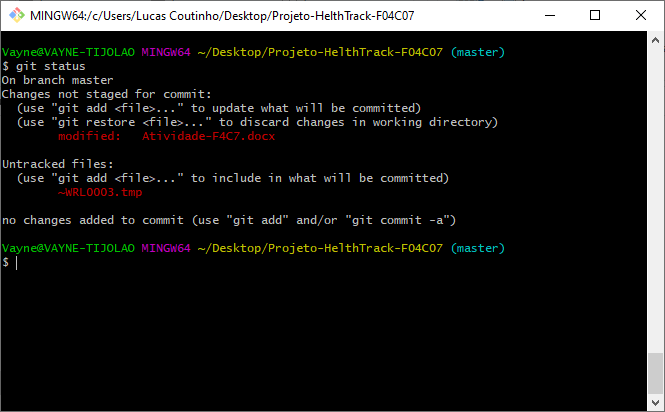 MINGW64:/c/Users/Lucas Coutinho/Desktop/Projeto-HelthTrack-F04C07
Vayne@VAYNE-TIJOLAO MINGW64 ~/Desktop/Projeto-HelthTrack-F04C07 (master)
$ git status
On branch master
Changes not staged for commit:
  (use "git add <file>..." to update what will be committed)
  (use "git restore <file>..." to discard changes in working directory)
        modified:   Atividade-F4C7.docx
Untracked files:
  (use "git add <file>..." to include in what will be committed)
        ~WRL0003.tmp
no changes added to commit (use "git add" and/or "git commit -a")
Vayne@VAYNE-TIJOLAO MINGW64 ~/Desktop/Projeto-HelthTrack-F04C07 (master)
$